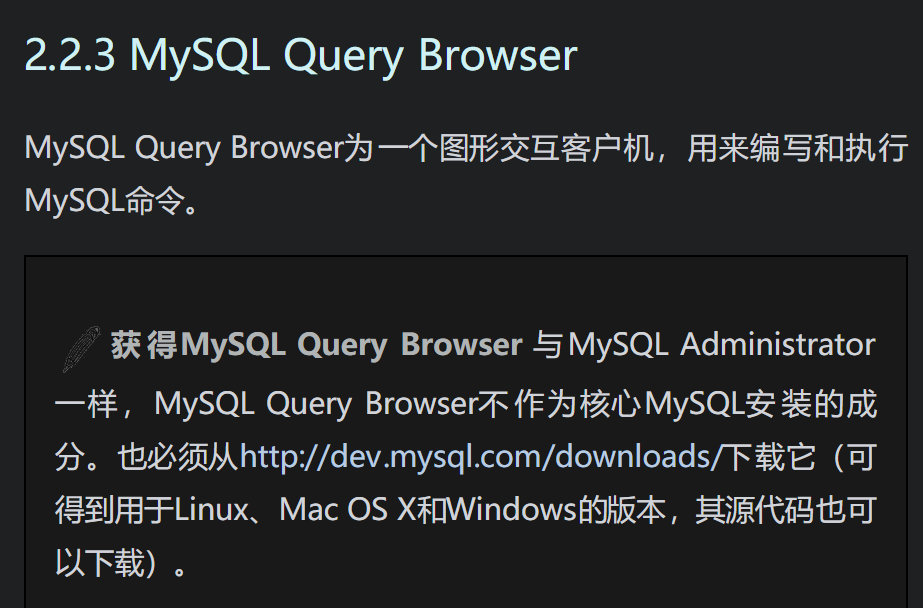 2.2.3 MySQL Query Browser
MySQL Query Browser为一个图形交互客户机，用来编写和执行
MySQL命令。
获得MySQL Query Browser 与MySQL Administrator
一样，MySQL Query Browser不作为核心MySQL安装的成
分。也必须从http://dev.mysql.com/downloads/下载它（可
得到用于Linux、Mac OS X和Windows的版本，其源代码也可
以下载）。